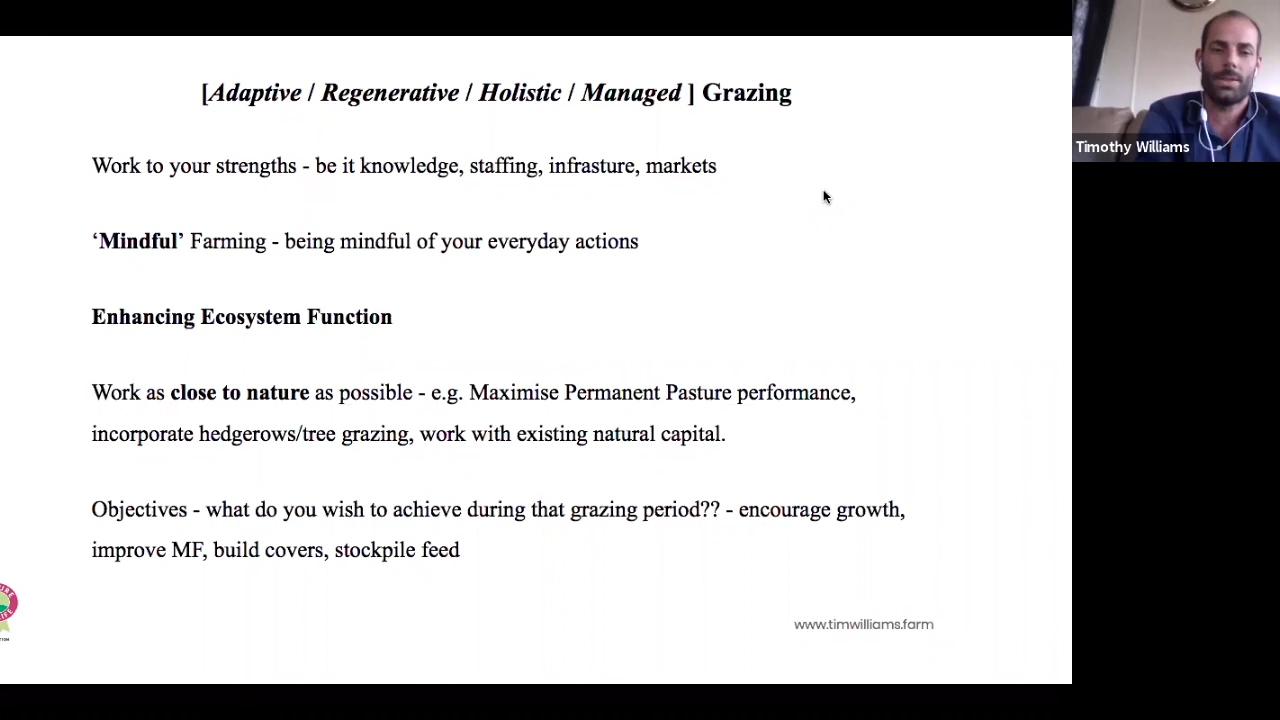 [Adaptive / Regenerative / Holistic / Managed ] Grazing
Timothy Williams
Work to your strengths - be it knowledge, staffing, infrasture, markets
‘Mindful’ Farming - being mindful of your everyday actions
Enhancing Ecosystem Function
Work as close to nature as possible - e.g. Maximise Permanent Pasture performance,
incorporate hedgerows/tree grazing, work with existing natural capital.
Objectives - what do you wish to achieve during that grazing period?? - encourage growth,
improve MF, build covers, stockpile feed
www.timwilliams.farm